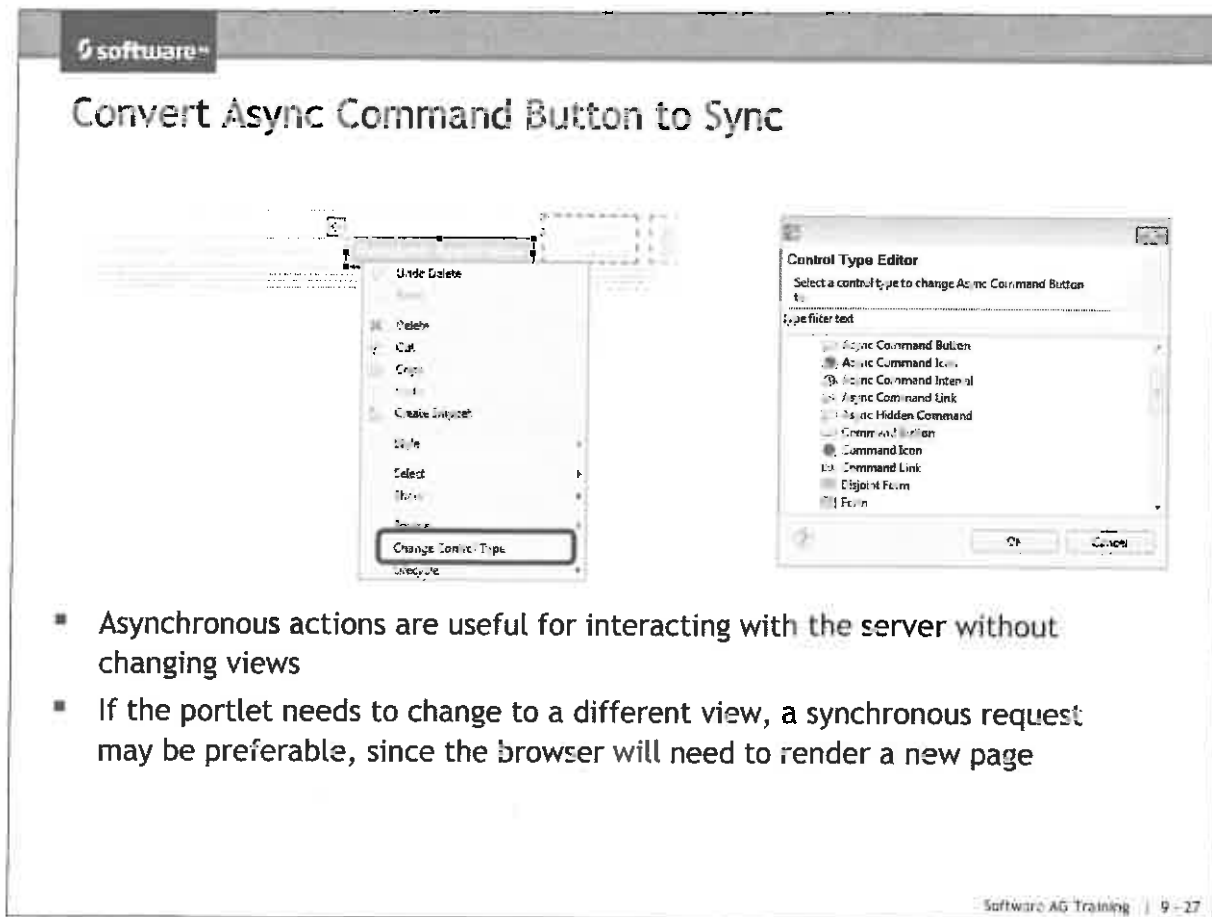 software
Convert Async Command Button to Sync
Undo Delete
Delete
Cut
Copy
Create Snippet
Style
Select
Change Control Type
Lifecycle
Control Type Editor
Select a control type to change Async Command Button
to
type filter text
Async Command Button
Async Command Icon
Async Command Interval
Async Command Link
Async Hidden Command
Command Button
Command Icon
Command Link
Disjoint Form
Form
OK
Cancel
▪ Asynchronous actions are useful for interacting with the server without
changing views
▪ If the portlet needs to change to a different view, a synchronous request
may be preferable, since the browser will need to render a new page
Software AG Training | 9 - 27